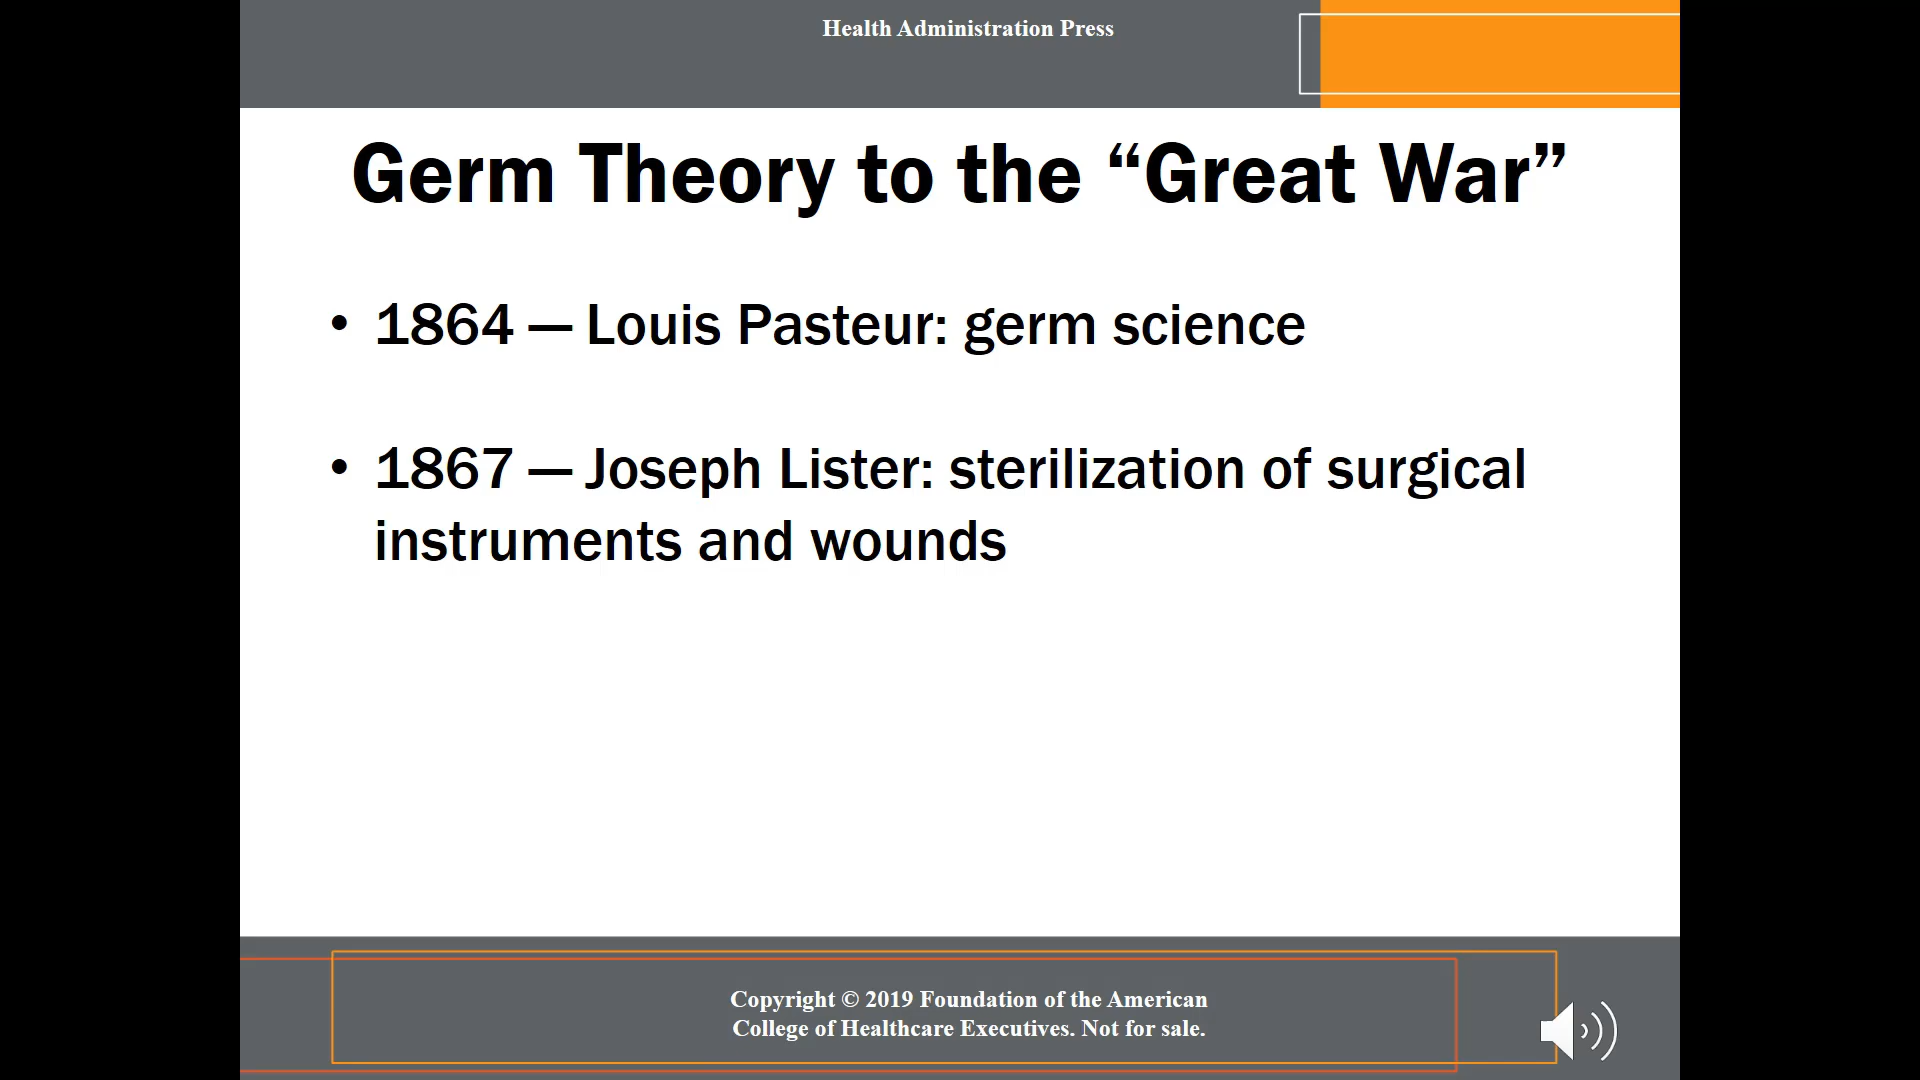 Health Administration Press
Germ Theory to the “Great War”
• 1864 — Louis Pasteur: germ science
• 1867 — Joseph Lister: sterilization of surgical
instruments and wounds
Copyright © 2019 Foundation of the American
College of Healthcare Executives. Not for sale.